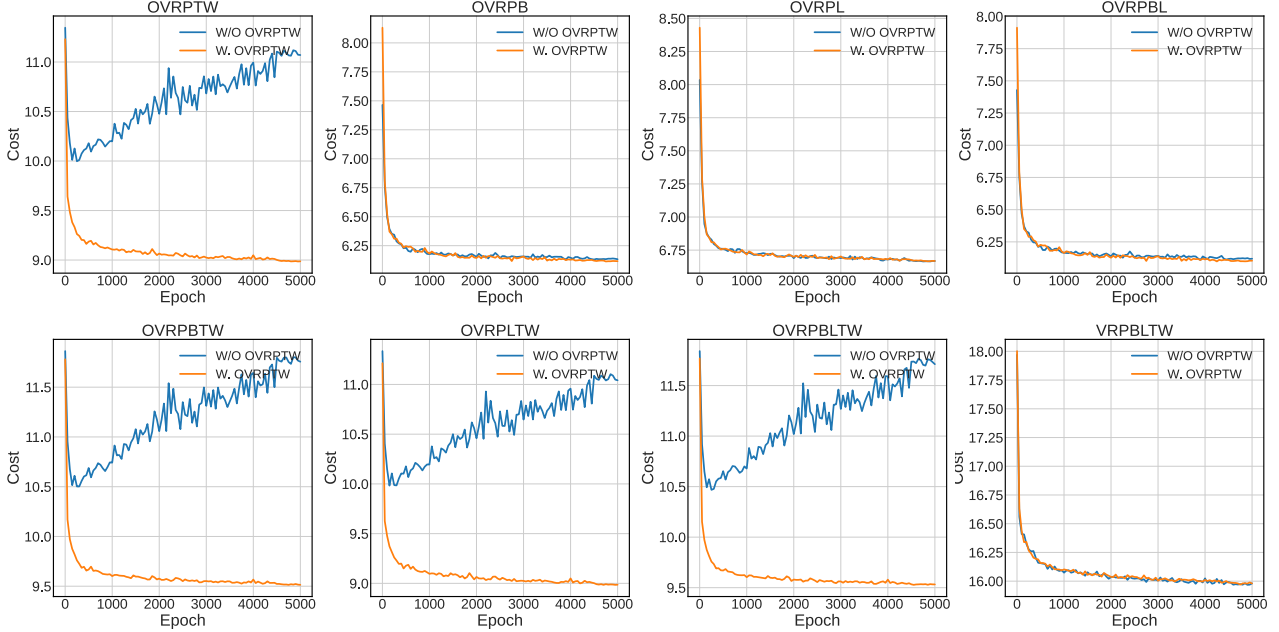 OVRPTW
W/O OVRPTW
W. OVRPTW
Cost
11.0
10.5
10.0
9.5
9.0
0 1000 2000 3000 4000 5000
Epoch
OVRPB
W/O OVRPTW
W. OVRPTW
Cost
8.00
7.75
7.50
7.25
7.00
6.75
6.50
6.25
0 1000 2000 3000 4000 5000
Epoch
OVRPL
W/O OVRPTW
W. OVRPTW
Cost
8.50
8.25
8.00
7.75
7.50
7.25
7.00
6.75
0 1000 2000 3000 4000 5000
Epoch
OVRPBL
W/O OVRPTW
W. OVRPTW
Cost
8.00
7.75
7.50
7.25
7.00
6.75
6.50
6.25
0 1000 2000 3000 4000 5000
Epoch
OVRPBTW
W/O OVRPTW
W. OVRPTW
Cost
11.5
11.0
10.5
10.0
9.5
0 1000 2000 3000 4000 5000
Epoch
OVRPLTW
W/O OVRPTW
W. OVRPTW
Cost
11.0
10.5
10.0
9.5
9.0
0 1000 2000 3000 4000 5000
Epoch
OVRPBLTW
W/O OVRPTW
W. OVRPTW
Cost
11.5
11.0
10.5
10.0
9.5
0 1000 2000 3000 4000 5000
Epoch
VRPBLTW
W/O OVRPTW
W. OVRPTW
Cost
18.00
17.75
17.50
17.25
17.00
16.75
16.50
16.25
16.00
0 1000 2000 3000 4000 5000
Epoch